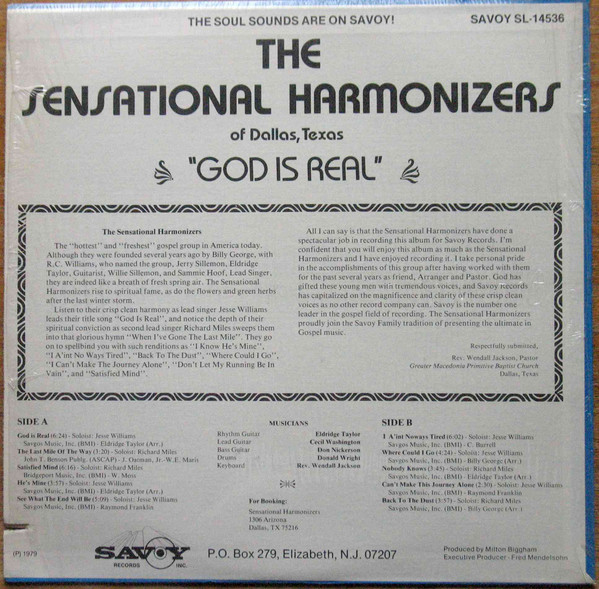 THE SOUL SOUNDS ARE ON SAVOY!
SAVOY SL-14536
THE
SENSATIONAL HARMONIZERS
of Dallas, Texas
"GOD IS REAL"
The Sensational Harmonizers
The "hottest" and "freshest" gospel group in America today.
Although they were founded several years ago by Billy George, with
R.C. Williams, who named the group, Jerry Sillemon, Eldridge
Taylor, Guitarist, Willie Sillemon, and Sammie Hoof, Lead Singer,
they are indeed like a breath of fresh spring air. The Sensational
Harmonizers rise to spiritual fame, as do the flowers and green herbs
after the last winter storm.
Listen to their crisp clean harmony as lead singer Jesse Williams
leads their title song "God Is Real", and notice the depth of their
spiritual conviction as second lead singer Richard Miles sweeps them
into that glorious hymn "When I've Gone The Last Mile". They go
on to spellbind you with such renditions as "I Know He's Mine",
"I A'int No Ways Tired", "Back To The Dust", "Where Could I Go",
"I Can't Make The Journey Alone", "Don't Let My Running Be In
Vain", and "Satisfied Mind".
All I can say is that the Sensational Harmonizers have done a
spectacular job in recording this album for Savoy Records. I'm
confident that you will enjoy this album as much as the Sensational
Harmonizers and I have enjoyed recording it. I take personal pride
in the accomplishments of this group after having worked with them
for the past several years as friend, Arranger and Pastor. God has
gifted these young men with tremendous voices, and Savoy Records
has capitalized on the magnification and clarity of these crisp clean
voices as no other record company can. Savoy is the number one
leader in the gospel field of recording. The Sensational Harmonizers
proudly join the Savoy Family tradition of presenting the ultimate in
Gospel music.
Respectfully submitted,
Rev. Wendall Jackson, Pastor
Greater Macedonia Primitive Baptist Church
Dallas, Texas
SIDE A
God is Real (6:24) - Soloist: Jesse Williams
Savgos Music, Inc. (BMI) - Eldridge Taylor (Arr.)
The Last Mile Of The Way (3:20) - Soloist: Richard Miles
John T. Benson Publg. (ASCAP) - J. Oatman, Jr. W.E. Maris
Satisfied Mind (6:16) - Soloist: Richard Miles
Bridgeport Music, Inc. (BMI) - W. Moss
He's Mine (3:57) - Soloist: Jesse Williams
Savgos Music, Inc. (BMI) - Eldridge Taylor (Arr.)
See What The End Will Be (5:09) - Soloist: Jesse Williams
Savgos Music, Inc. (BMI) - Raymond Franklin
MUSICIANS
Rhythm Guitar Eldridge Taylor
Lead Guitar Cecil Washington
Bass Guitar Don Nickerson
Drums Donald Wright
Keyboard Rev. Wendall Jackson
For Booking:
Sensational Harmonizers
1506 Arizona
Dallas, TX 75216
SIDE B
I A'int Noways Tired (6:02) - Soloist: Jesse Williams
Savgos Music, Inc. (BMI) - C. Burrell
Where Could I Go (4:24) - Soloist: Jesse Williams
Savgos Music, Inc. (BMI) - Billy George (Arr.)
Nobody Knows (3:45) - Soloist: Richard Miles
Savgos Music, Inc. (BMI) - Eldridge Taylor (Arr.)
Can't Make This Journey Alone (2:30) - Soloist: Jesse Williams
Savgos Music, Inc. (BMI) - Raymond Franklin
Back To The Dust (3:57) - Soloist: Richard Miles
Savgos Music, Inc. (BMI) - Billy George (Arr.)
(P) 1979
SAVOY
RECORDS INC.
P.O. Box 279, Elizabeth, N.J. 07207
Produced by Milton Biggham
Executive Producer - Fred Mendelsohn